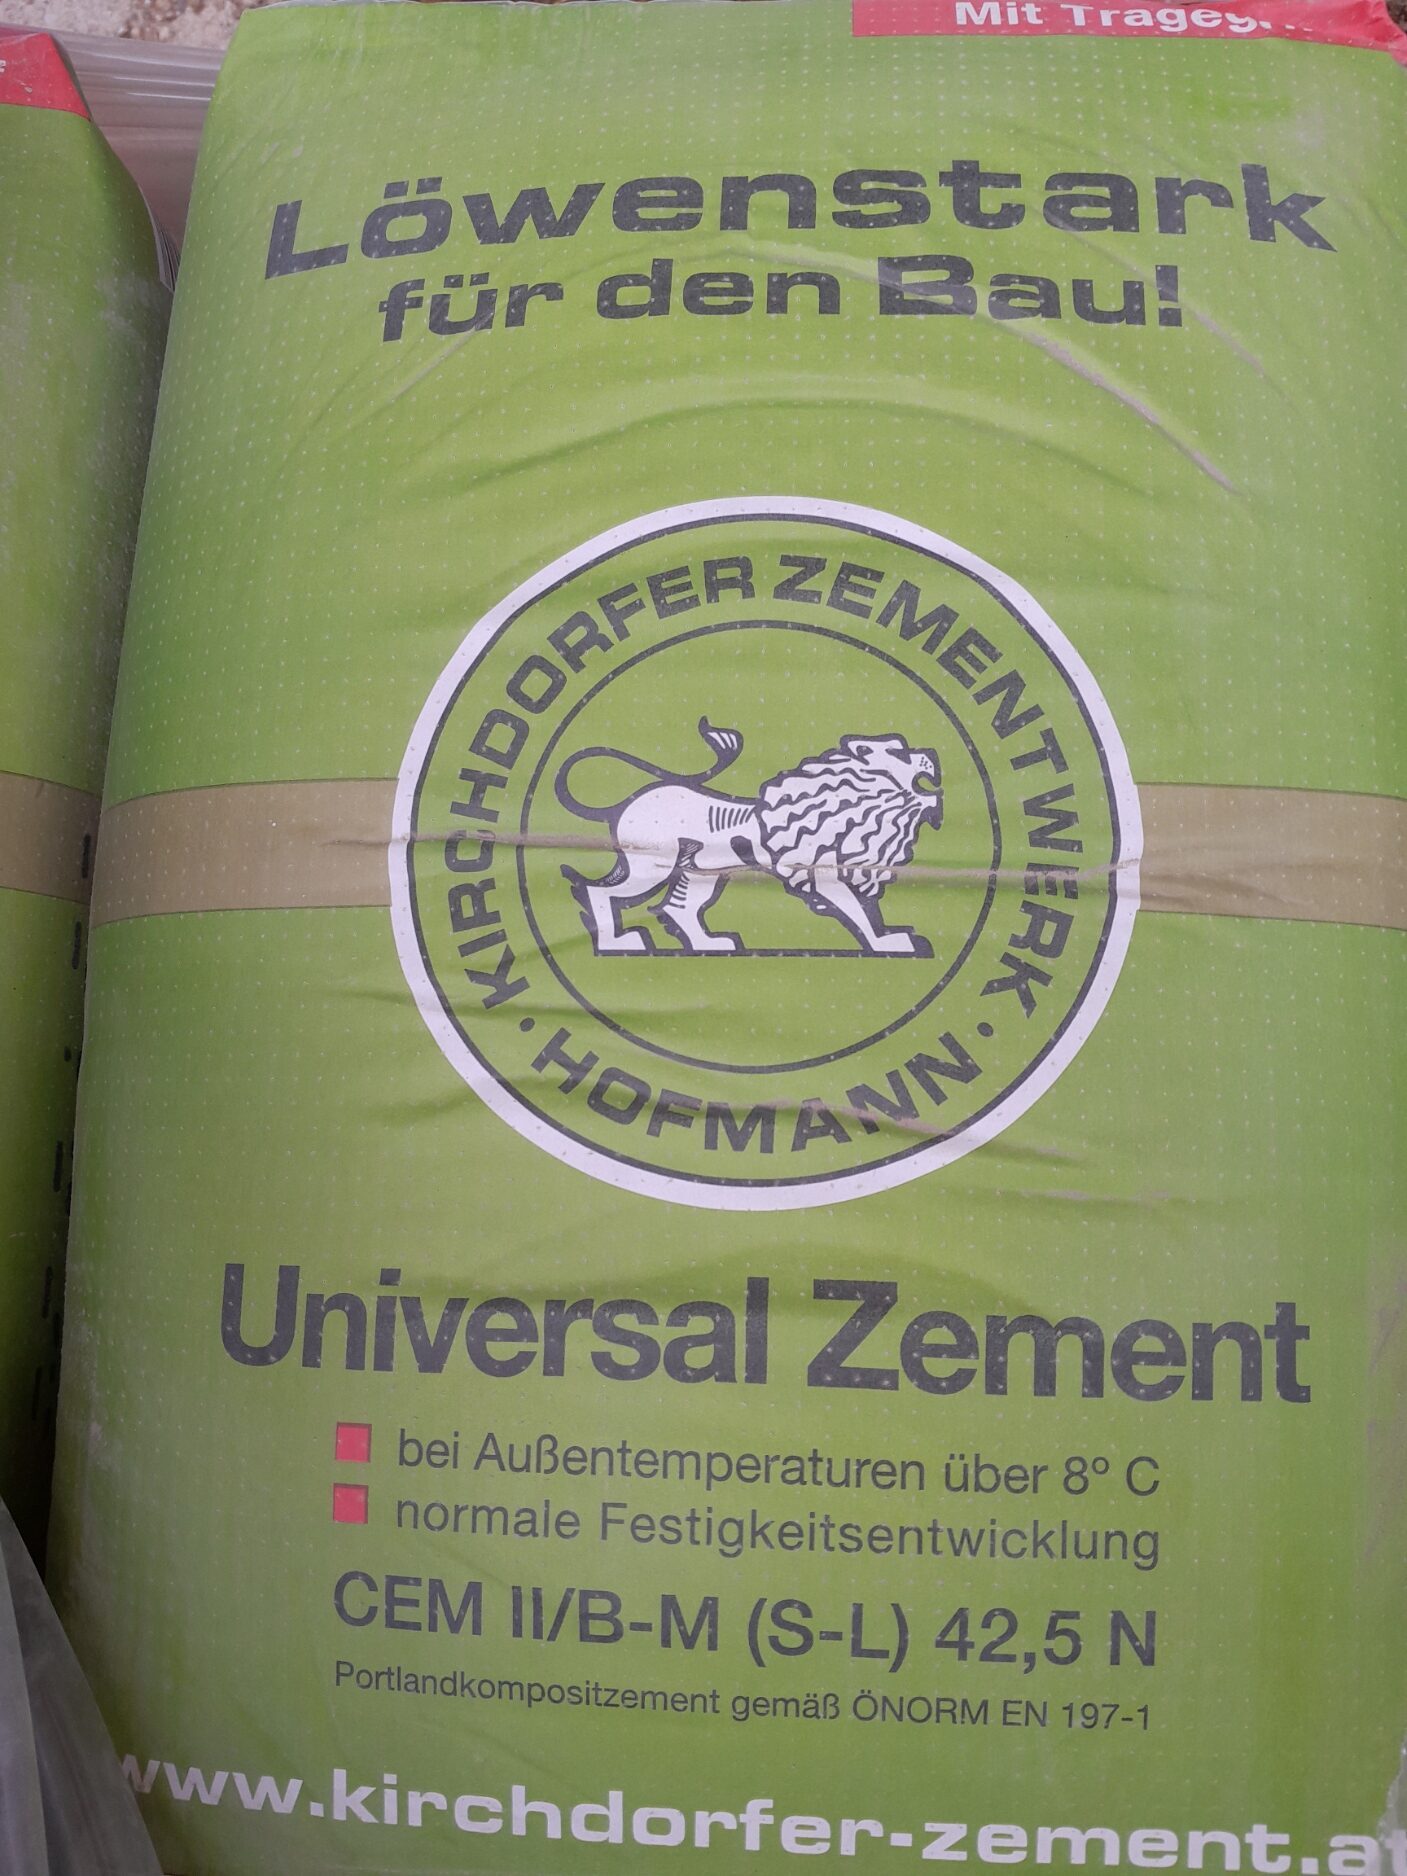 Mit
Löwenstark
für den Bau!
KIRCHDORFER ZEMENTWERK
· HOFMANN ·
Universal Zement
bei Außentemperaturen über 8° C
normale Festigkeitsentwicklung
CEM II/B-M (S-L) 42,5 N
Portlandkompositzement gemäß ÖNORM EN 197-1
www.kirchdorfer-zement.at